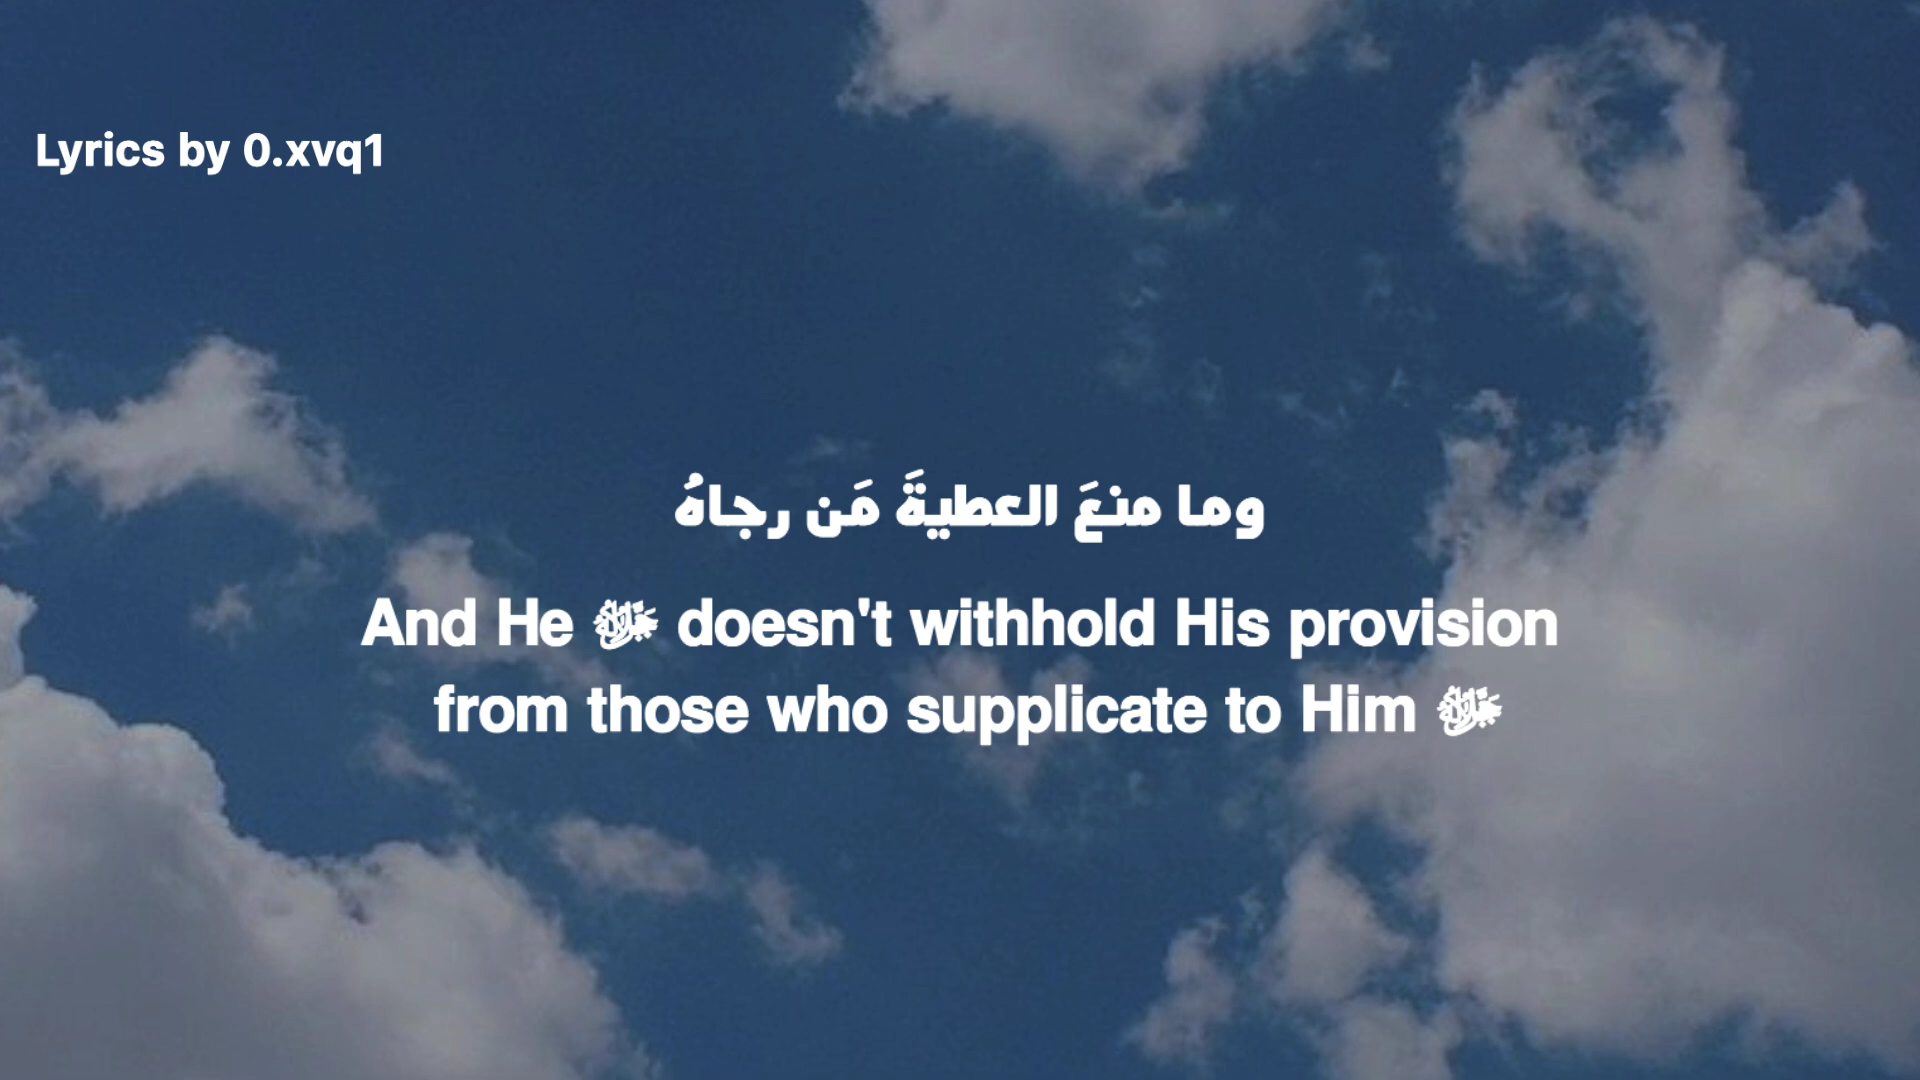 Lyrics by 0.xvq1
وما منعَ العطيةَ مَن رجاهُ
And He ﷻ doesn't withhold His provision
from those who supplicate to Him ﷻ